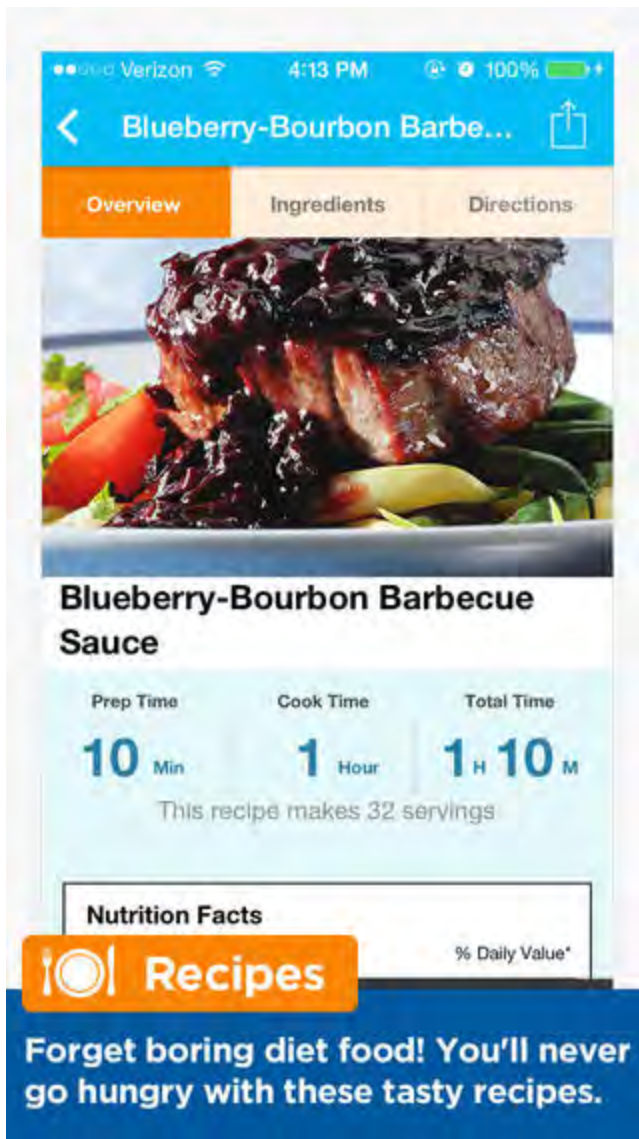 Verizon 4:13 PM 100%
Blueberry-Bourbon Barbe...
Overview Ingredients Directions
Blueberry-Bourbon Barbecue
Sauce
Prep Time Cook Time Total Time
10 Min 1 Hour 1 H 10 M
This recipe makes 32 servings
Nutrition Facts
% Daily Value*
Recipes
Forget boring diet food! You'll never
go hungry with these tasty recipes.